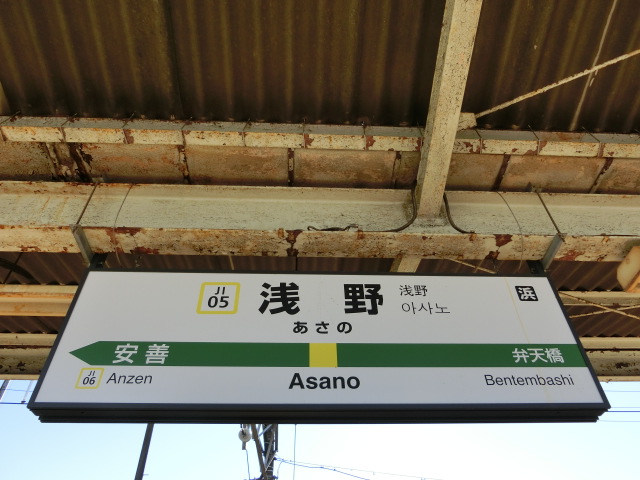 JI
05
浅野
浅野
아사노
浜
あさの
安善
弁天橋
JI
06
Anzen
Asano
Bentembashi